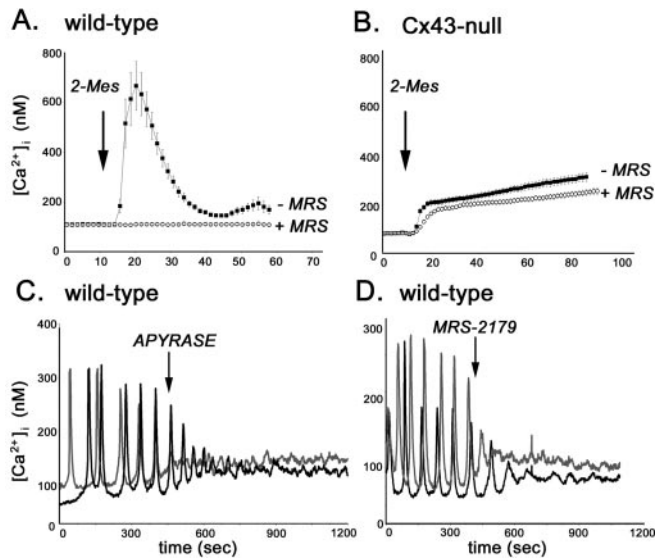 A. wild-type
800
600
400
200
0
[Ca²⁺]ᵢ (nM)
2-Mes
- MRS
+ MRS
0 10 20 30 40 50 60 70
B. Cx43-null
800
600
400
200
0
2-Mes
- MRS
+ MRS
0 20 40 60 80 100
C. wild-type
400
300
200
100
0
[Ca²⁺]ᵢ (nM)
APYRASE
0 300 600 900 1200
time (sec)
D. wild-type
300
200
100
0
MRS-2179
0 300 600 900 1200
time (sec)